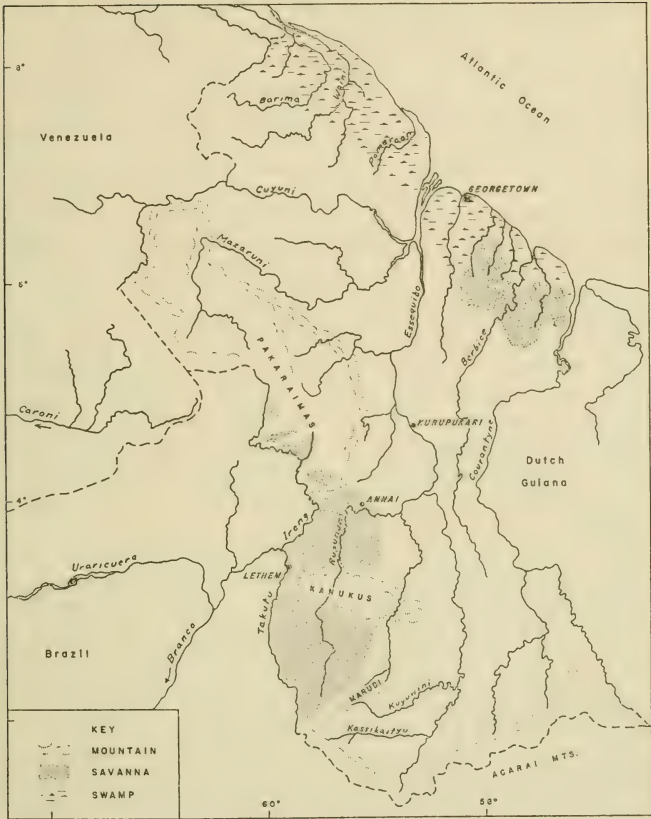 8°
Atlantic Ocean
Waini
Barima
Venezuela
Pomeroon
Cuyuni
GEORGETOWN
Mazaruni
6°
Essequibo
Berbice
PAKARAIMAS
Caroni
KURUPUKARI
Courantyne
Dutch
Guiana
4°
ANNAI
Ireng
Rupununi
Uraricuera
LETHEM
KANUKUS
Takutu
Branco
Brazil
MARUDI
Kuyuwini
Kassikaityu
ACARAI MTS.
KEY
MOUNTAIN
SAVANNA
SWAMP
60°
58°